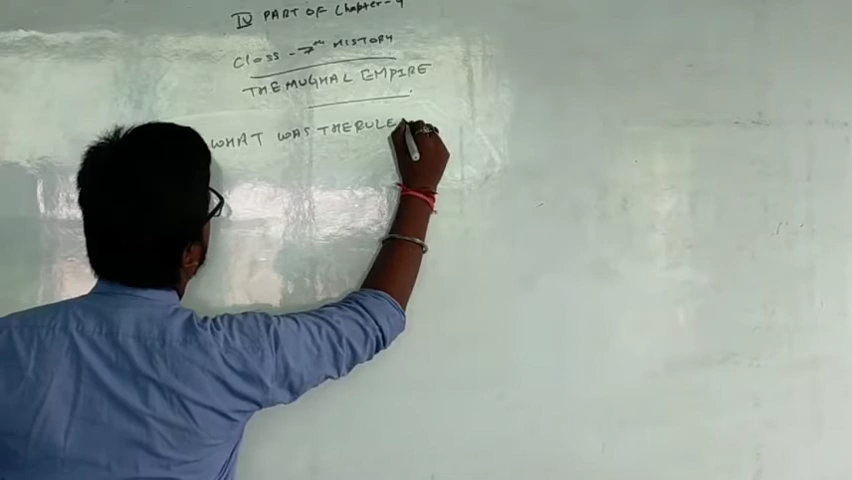 IV PART OF Chapter-4
Class - 7th HISTORY
THE MUGHAL EMPIRE
WHAT WAS THE RULE